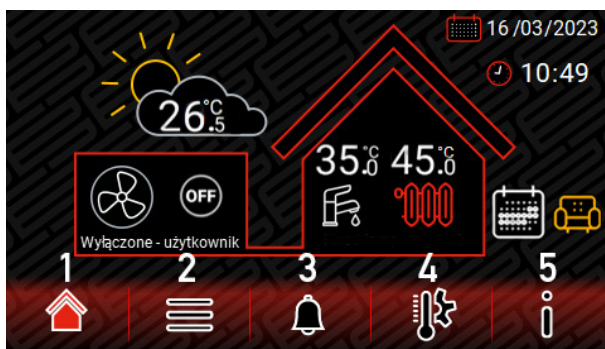 16 /03/2023
10:49
26.5 °C
35.0 °C 45.0 °C
OFF
Wyłączone - użytkownik
1 2 3 4 5